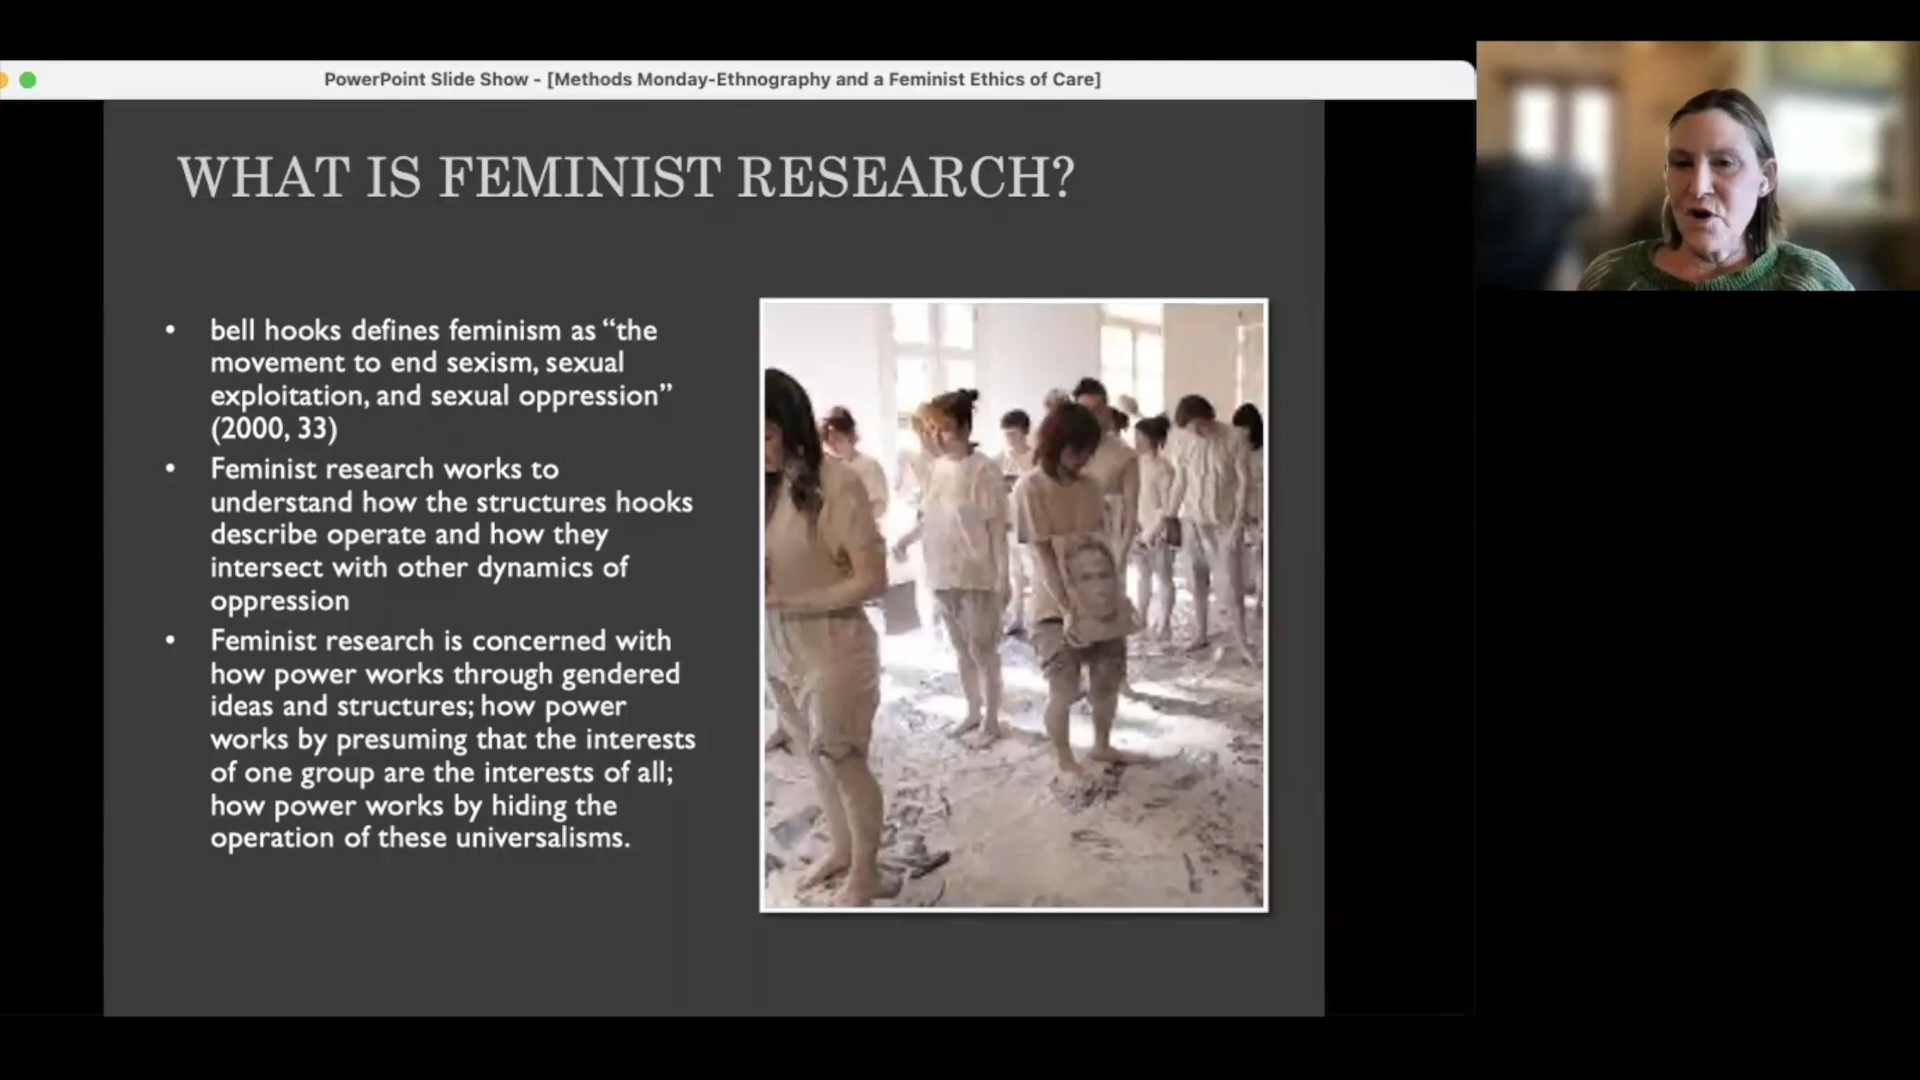 PowerPoint Slide Show - [Methods Monday-Ethnography and a Feminist Ethics of Care]
WHAT IS FEMINIST RESEARCH?
• bell hooks defines feminism as “the
movement to end sexism, sexual
exploitation, and sexual oppression”
(2000, 33)
• Feminist research works to
understand how the structures hooks
describe operate and how they
intersect with other dynamics of
oppression
• Feminist research is concerned with
how power works through gendered
ideas and structures; how power
works by presuming that the interests
of one group are the interests of all;
how power works by hiding the
operation of these universalisms.